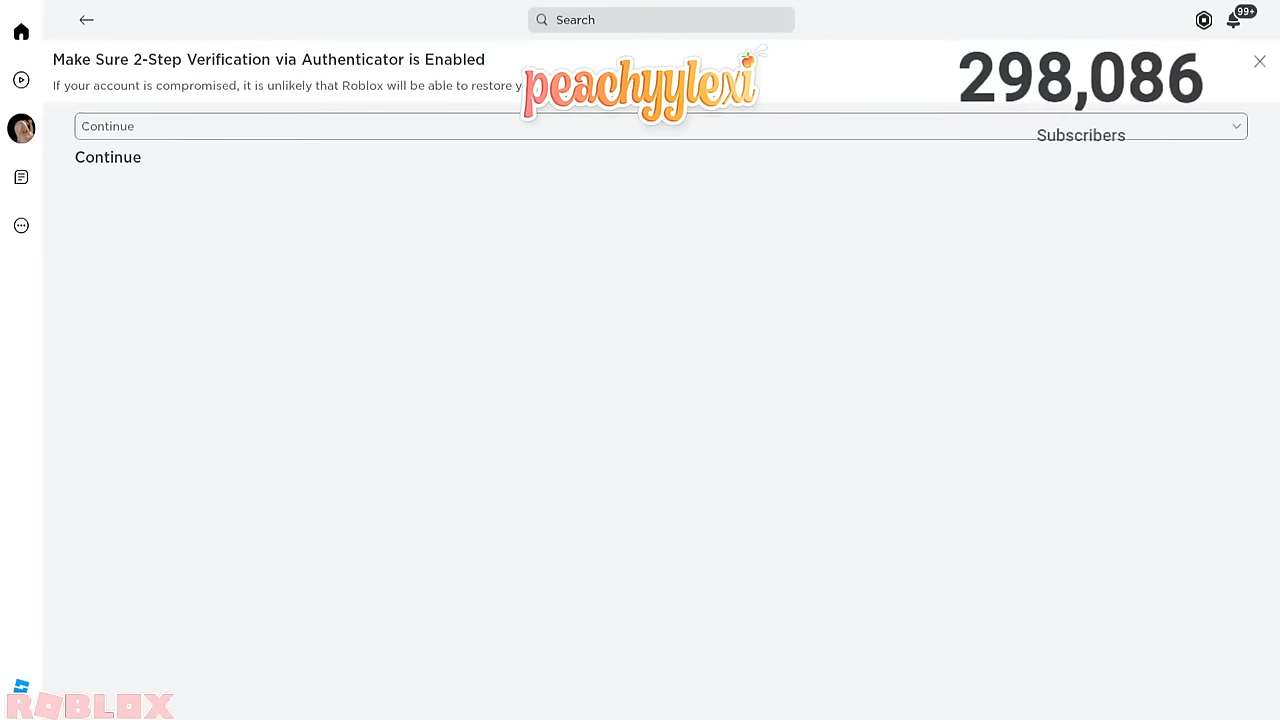 Search
99+
Make Sure 2-Step Verification via Authenticator is Enabled
If your account is compromised, it is unlikely that Roblox will be able to restore y
peachyylexi
298,086
Subscribers
Continue
Continue
ROBLOX